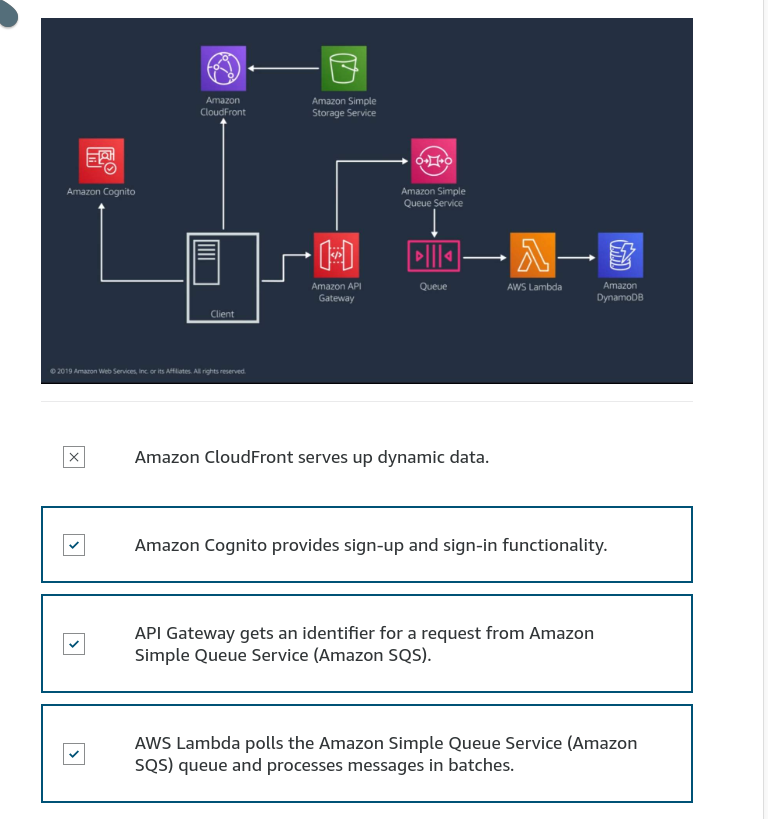 Amazon
CloudFront
Amazon Simple
Storage Service
Amazon Cognito
Amazon Simple
Queue Service
Client
Amazon API
Gateway
Queue
AWS Lambda
Amazon
DynamoDB
© 2019 Amazon Web Services, Inc. or its Affiliates. All rights reserved.
Amazon CloudFront serves up dynamic data.
Amazon Cognito provides sign-up and sign-in functionality.
API Gateway gets an identifier for a request from Amazon
Simple Queue Service (Amazon SQS).
AWS Lambda polls the Amazon Simple Queue Service (Amazon
SQS) queue and processes messages in batches.